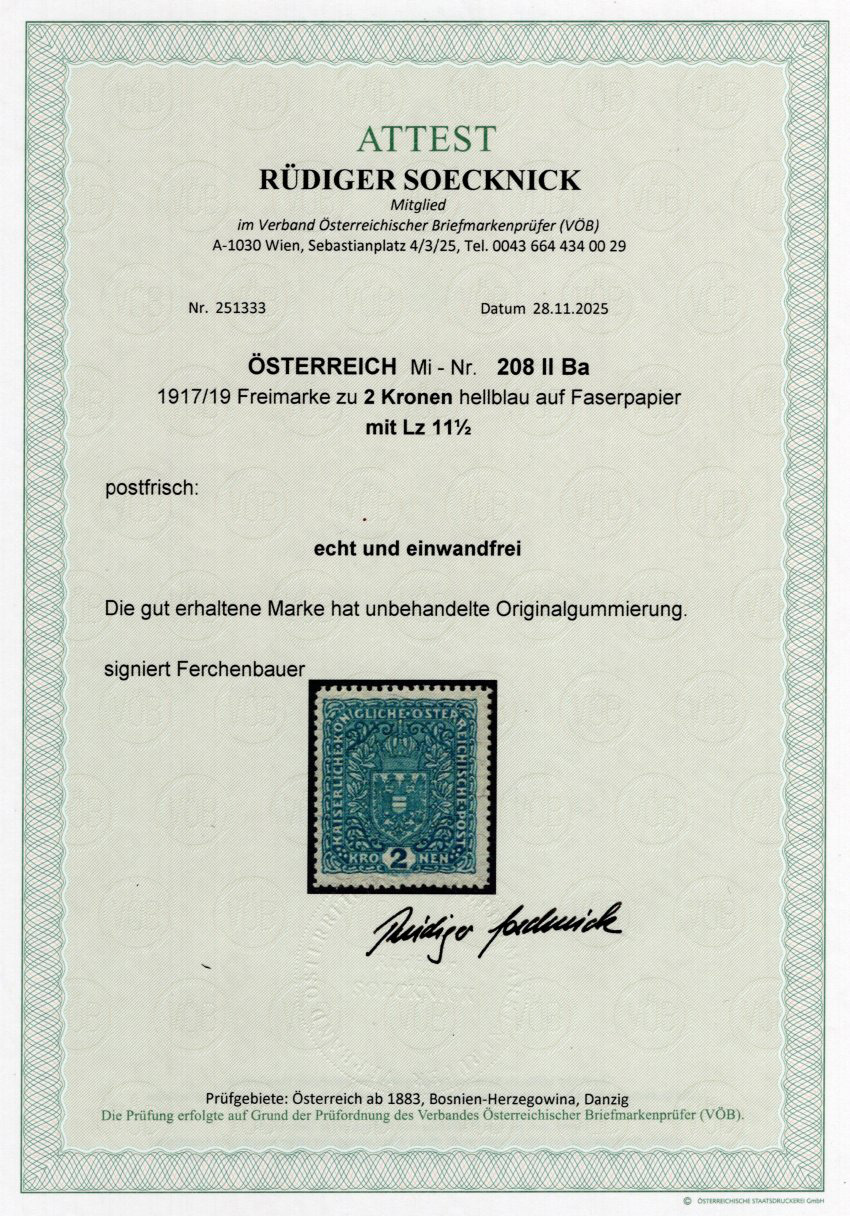 ATTEST
RÜDIGER SOECKNICK
Mitglied
im Verband Österreichischer Briefmarkenprüfer (VÖB)
A-1030 Wien, Sebastianplatz 4/3/25, Tel. 0043 664 434 00 29
Nr. 251333 Datum 28.11.2025
ÖSTERREICH Mi - Nr. 208 II Ba
1917/19 Freimarke zu 2 Kronen hellblau auf Faserpapier
mit Lz 11½
postfrisch:
echt und einwandfrei
Die gut erhaltene Marke hat unbehandelte Originalgummierung.
signiert Ferchenbauer
KAISERLICHE·KÖNIGLICHE·ÖSTERREICHISCHE·POST
KRO 2 NEN
Rüdiger Soecknick
SOECKNICK
Prüfgebiete: Österreich ab 1883, Bosnien-Herzegowina, Danzig
Die Prüfung erfolgte auf Grund der Prüfordnung des Verbandes Österreichischer Briefmarkenprüfer (VÖB).
© ÖSTERREICHISCHE STAATSDRUCKEREI GmbH